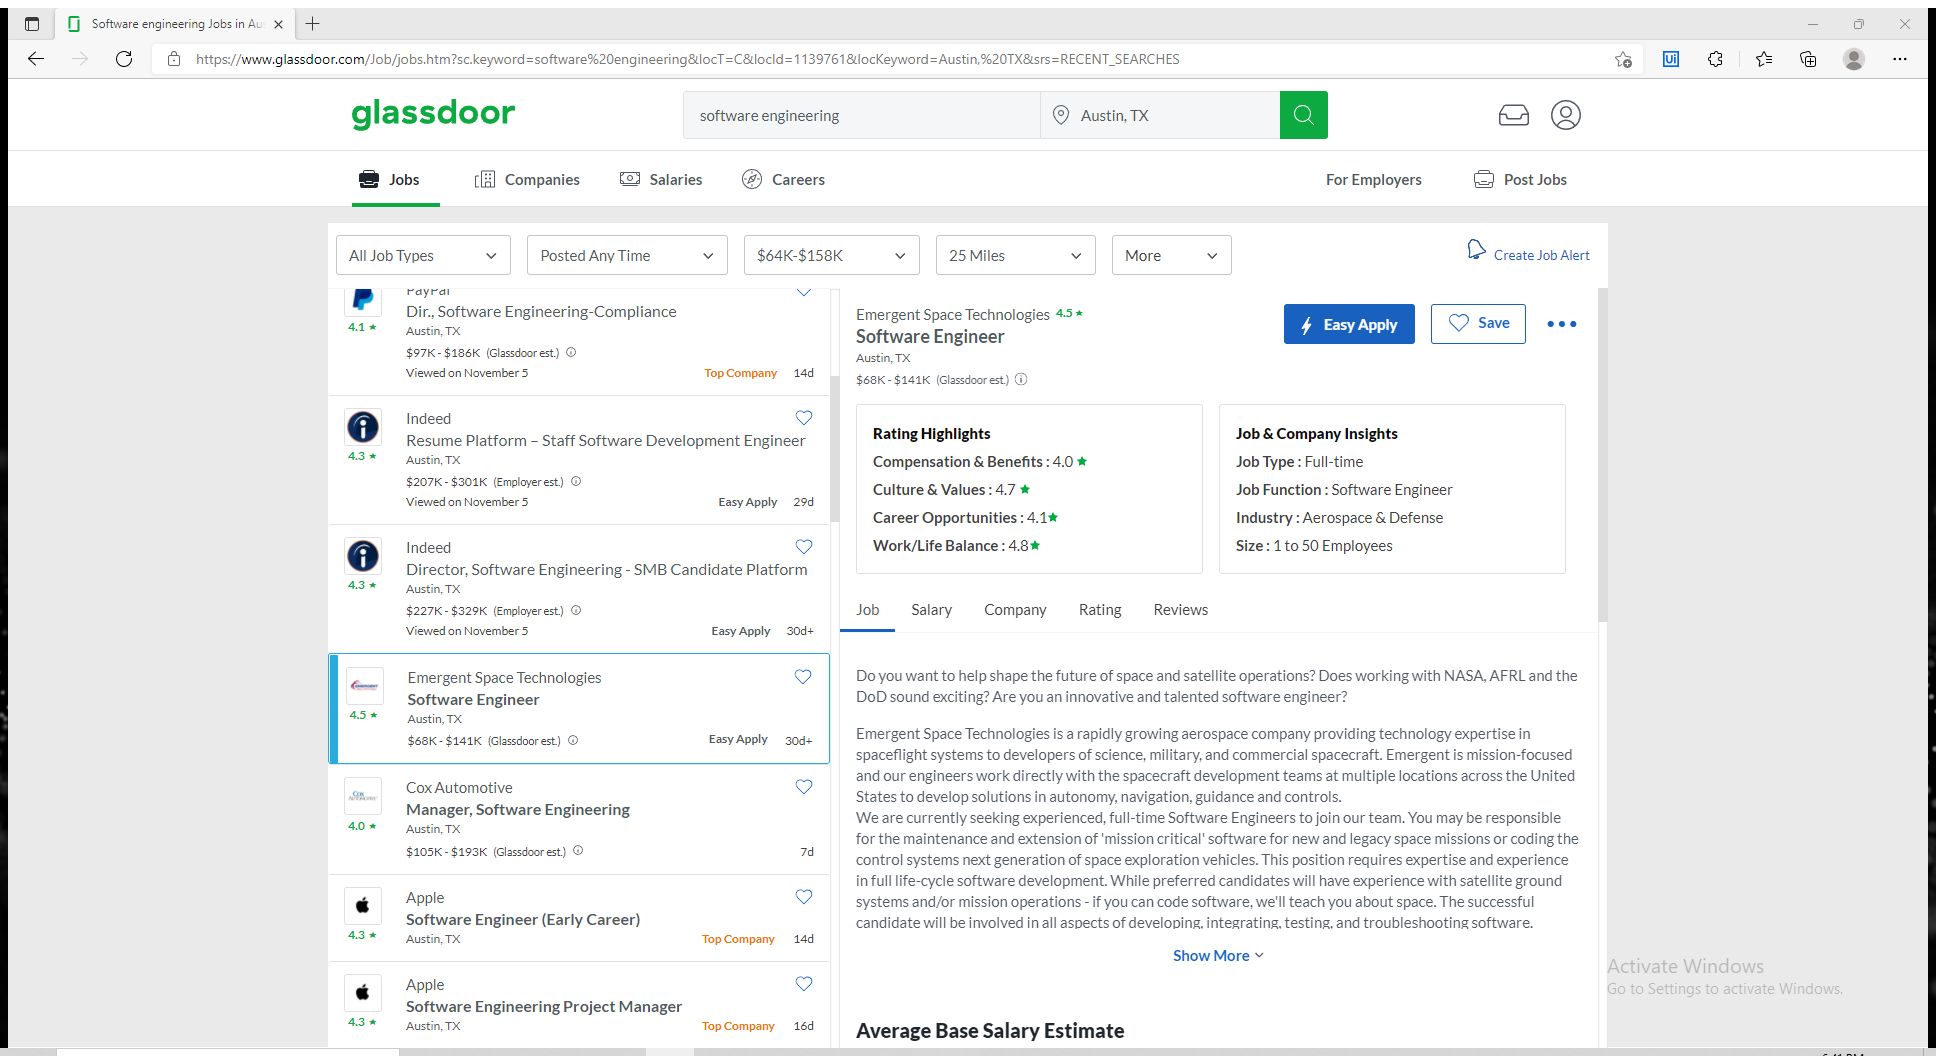 Software engineering Jobs in Au
https://www.glassdoor.com/Job/jobs.htm?sc.keyword=software%20engineering&locT=C&locId=1139761&locKeyword=Austin,%20TX&srs=RECENT_SEARCHES
Ui
glassdoor
software engineering
Austin, TX
Jobs
Companies
Salaries
Careers
For Employers
Post Jobs
All Job Types
Posted Any Time
$64K-$158K
25 Miles
More
Create Job Alert
PayPal
Dir., Software Engineering-Compliance
4.1 ★
Austin, TX
$97K - $186K (Glassdoor est.)
Viewed on November 5
Top Company 14d
Indeed
Resume Platform – Staff Software Development Engineer
4.3 ★
Austin, TX
$207K - $301K (Employer est.)
Viewed on November 5
Easy Apply 29d
Indeed
Director, Software Engineering - SMB Candidate Platform
4.3 ★
Austin, TX
$227K - $329K (Employer est.)
Viewed on November 5
Easy Apply 30d+
Emergent Space Technologies
Software Engineer
4.5 ★
Austin, TX
$68K - $141K (Glassdoor est.)
Easy Apply 30d+
Cox Automotive
Manager, Software Engineering
4.0 ★
Austin, TX
$105K - $193K (Glassdoor est.)
7d
Apple
Software Engineer (Early Career)
4.3 ★
Austin, TX
Top Company 14d
Apple
Software Engineering Project Manager
4.3 ★
Austin, TX
Top Company 16d
Emergent Space Technologies 4.5 ★
Software Engineer
Austin, TX
$68K - $141K (Glassdoor est.)
Easy Apply
Save
Rating Highlights
Compensation & Benefits : 4.0 ★
Culture & Values : 4.7 ★
Career Opportunities : 4.1★
Work/Life Balance : 4.8★
Job & Company Insights
Job Type : Full-time
Job Function : Software Engineer
Industry : Aerospace & Defense
Size : 1 to 50 Employees
Job
Salary
Company
Rating
Reviews
Do you want to help shape the future of space and satellite operations? Does working with NASA, AFRL and the
DoD sound exciting? Are you an innovative and talented software engineer?
Emergent Space Technologies is a rapidly growing aerospace company providing technology expertise in
spaceflight systems to developers of science, military, and commercial spacecraft. Emergent is mission-focused
and our engineers work directly with the spacecraft development teams at multiple locations across the United
States to develop solutions in autonomy, navigation, guidance and controls.
We are currently seeking experienced, full-time Software Engineers to join our team. You may be responsible
for the maintenance and extension of 'mission critical' software for new and legacy space missions or coding the
control systems next generation of space exploration vehicles. This position requires expertise and experience
in full life-cycle software development. While preferred candidates will have experience with satellite ground
systems and/or mission operations - if you can code software, we'll teach you about space. The successful
candidate will be involved in all aspects of developing, integrating, testing, and troubleshooting software.
Show More
Average Base Salary Estimate
Activate Windows
Go to Settings to activate Windows.